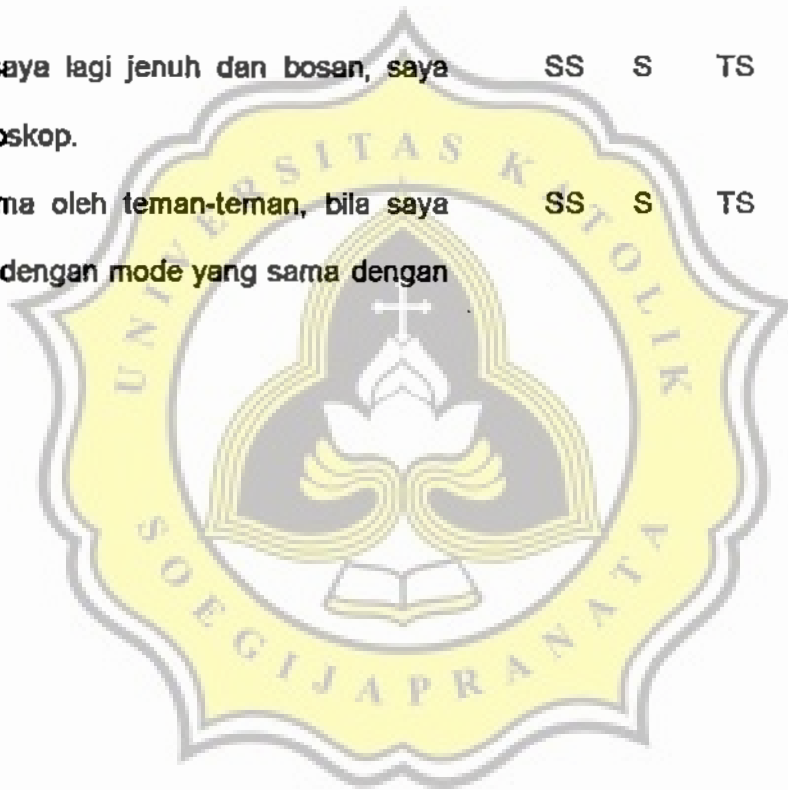 saya lagi jenuh dan bosan, saya SS S TS
oskop.
ma oleh teman-teman, bila saya SS S TS
dengan mode yang sama dengan
UNIVERSITAS KATOLIK
SOEGIJAPRANATA